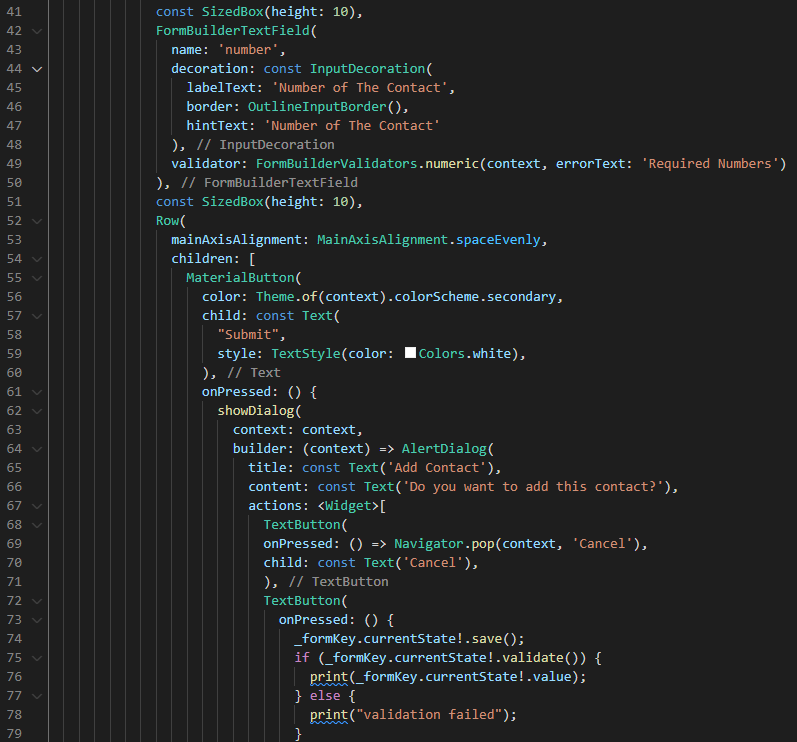 41 const SizedBox(height: 10),
42 FormBuilderTextField(
43 name: 'number',
44 decoration: const InputDecoration(
45 labelText: 'Number of The Contact',
46 border: OutlineInputBorder(),
47 hintText: 'Number of The Contact'
48 ), // InputDecoration
49 validator: FormBuilderValidators.numeric(context, errorText: 'Required Numbers')
50 ), // FormBuilderTextField
51 const SizedBox(height: 10),
52 Row(
53 mainAxisAlignment: MainAxisAlignment.spaceEvenly,
54 children: [
55 MaterialButton(
56 color: Theme.of(context).colorScheme.secondary,
57 child: const Text(
58 "Submit",
59 style: TextStyle(color: Colors.white),
60 ), // Text
61 onPressed: () {
62 showDialog(
63 context: context,
64 builder: (context) => AlertDialog(
65 title: const Text('Add Contact'),
66 content: const Text('Do you want to add this contact?'),
67 actions: <Widget>[
68 TextButton(
69 onPressed: () => Navigator.pop(context, 'Cancel'),
70 child: const Text('Cancel'),
71 ), // TextButton
72 TextButton(
73 onPressed: () {
74 _formKey.currentState!.save();
75 if (_formKey.currentState!.validate()) {
76 print(_formKey.currentState!.value);
77 } else {
78 print("validation failed");
79 }